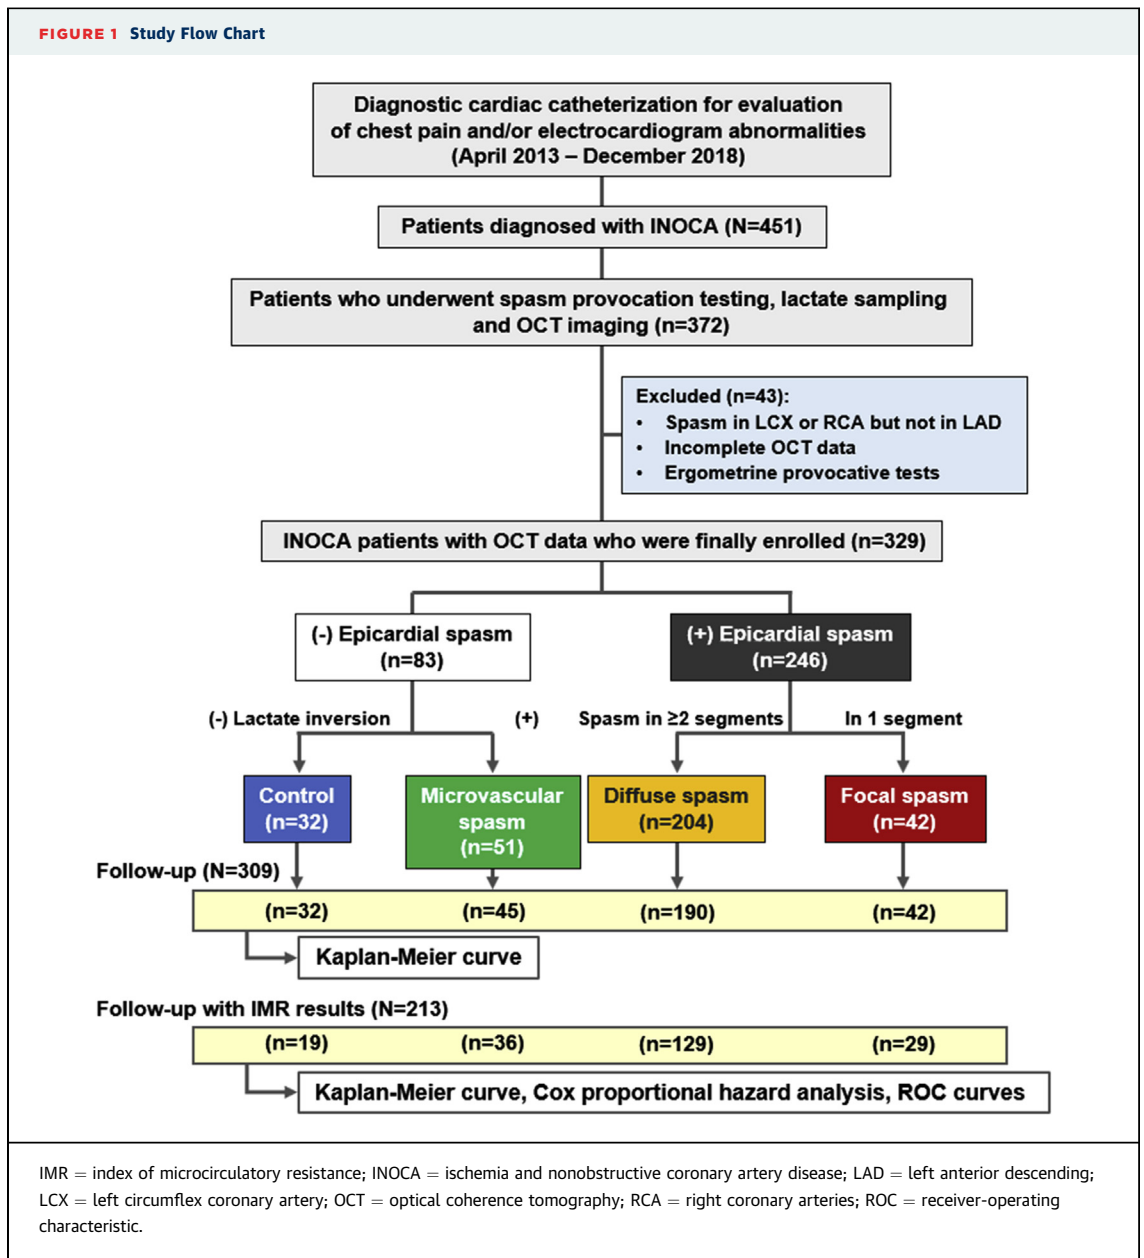 FIGURE 1 Study Flow Chart
Diagnostic cardiac catheterization for evaluation
of chest pain and/or electrocardiogram abnormalities
(April 2013 – December 2018)
Patients diagnosed with INOCA (N=451)
Patients who underwent spasm provocation testing, lactate sampling
and OCT imaging (n=372)
Excluded (n=43):
• Spasm in LCX or RCA but not in LAD
• Incomplete OCT data
• Ergometrine provocative tests
INOCA patients with OCT data who were finally enrolled (n=329)
(-) Epicardial spasm
(n=83)
(+) Epicardial spasm
(n=246)
(-) Lactate inversion
(+)
Spasm in ≥2 segments
In 1 segment
Control
(n=32)
Microvascular
spasm
(n=51)
Diffuse spasm
(n=204)
Focal spasm
(n=42)
Follow-up (N=309)
(n=32)
(n=45)
(n=190)
(n=42)
Kaplan-Meier curve
Follow-up with IMR results (N=213)
(n=19)
(n=36)
(n=129)
(n=29)
Kaplan-Meier curve, Cox proportional hazard analysis, ROC curves
IMR = index of microcirculatory resistance; INOCA = ischemia and nonobstructive coronary artery disease; LAD = left anterior descending;
LCX = left circumflex coronary artery; OCT = optical coherence tomography; RCA = right coronary arteries; ROC = receiver-operating
characteristic.